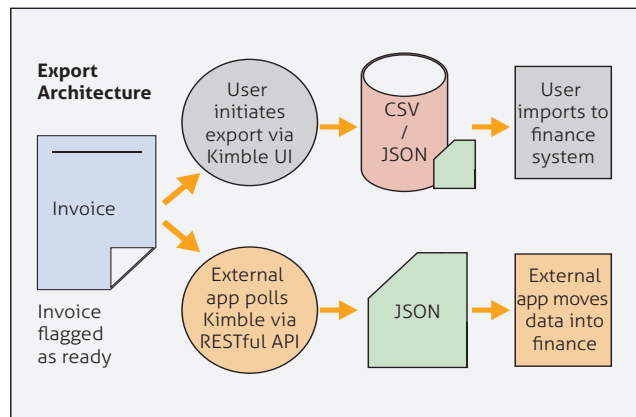 Export
Architecture
Invoice
Invoice
flagged
as ready
User
initiates
export via
Kimble UI
CSV
/
JSON
User
imports to
finance
system
External
app polls
Kimble via
RESTful API
JSON
External
app moves
data into
finance